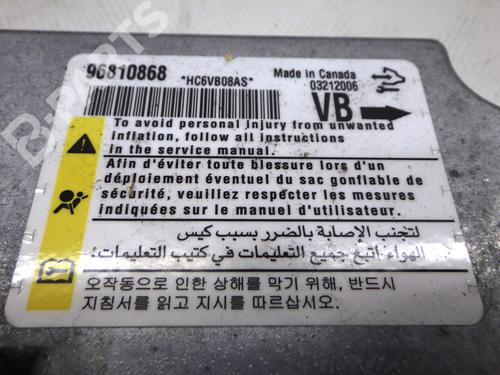 96810868
*HC6VB08AS*
Made in Canada
03212006
VB
To avoid personal injury from unwanted
inflation, follow all instructions
in the service manual.
Afin d'éviter toute blessure lors d'un
déploiement éventuel du sac gonflable de
sécurité, veuillez respecter les mesures
indiquées sur le manuel d'utilisateur.
لتجنب الإصابة بالضرر بسبب كيس
الهواء اتبع جميع التعليمات في كتيب التعليمات:
오작동으로 인한 상해를 막기 위해, 반드시
지침서를 읽고 지시를 따르십시오.
B-PARTS